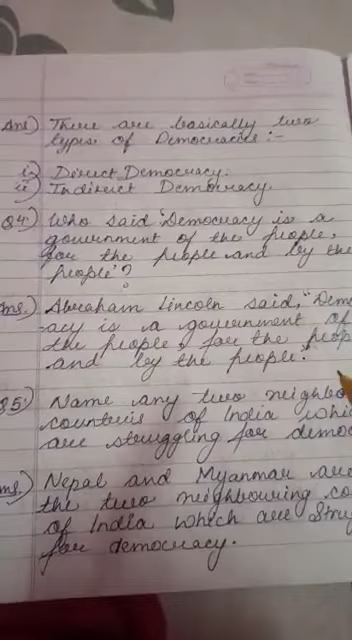 Ans) There are basically two
types of Democracies :-
i) Direct Democracy.
ii) Indirect Democracy
Q4) Who said 'Democracy is a
government of the people,
for the people and by the
people'?
Ans.) Abraham Lincoln said, "Dem
-acy is a government of
the people, for the peop
and by the people."
Q5) Name any two neighbo
countries of India whic
are struggling for democ
Ans.) Nepal and Myanmar are
the two neighbouring co
of India which are Stru
for democracy.